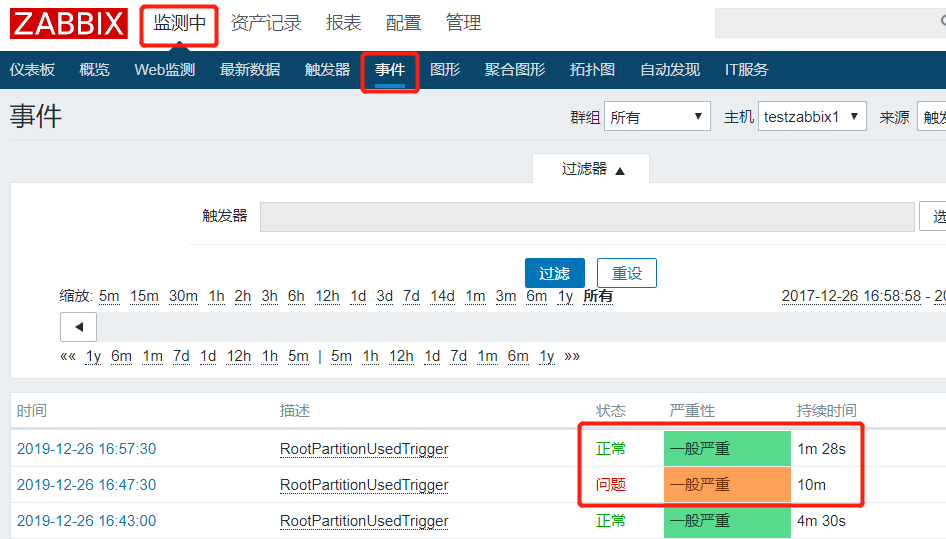 ZABBIX 监测中 资产记录 报表 配置 管理
仪表板 概览 Web监测 最新数据 触发器 事件 图形 聚合图形 拓扑图 自动发现 IT服务
事件 群组 所有 ▼ 主机 testzabbix1 ▼ 来源 触发
过滤器 ▲
触发器 选
过滤 重设
缩放: 5m 15m 30m 1h 2h 3h 6h 12h 1d 3d 7d 14d 1m 3m 6m 1y 所有 2017-12-26 16:58:58 - 20
◄
«« 1y 6m 1m 7d 1d 12h 1h 5m | 5m 1h 12h 1d 7d 1m 6m 1y »»
时间 描述 状态 严重性 持续时间
2019-12-26 16:57:30 RootPartitionUsedTrigger 正常 一般严重 1m 28s
2019-12-26 16:47:30 RootPartitionUsedTrigger 问题 一般严重 10m
2019-12-26 16:43:00 RootPartitionUsedTrigger 正常 一般严重 4m 30s